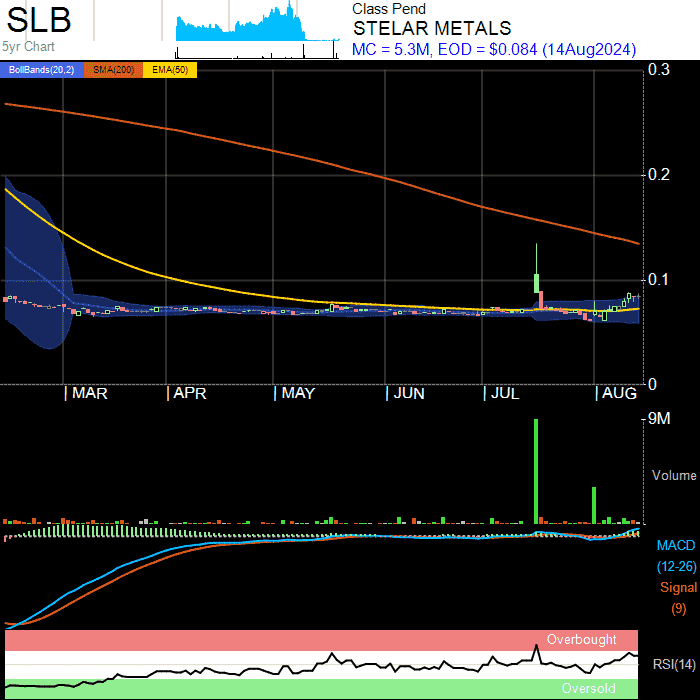 SLB
5yr Chart
Class Pend
STELAR METALS
MC = 5.3M, EOD = $0.084 (14Aug2024)
BollBands(20,2) SMA(200) EMA(50)
0.3
0.2
0.1
0
MAR APR MAY JUN JUL AUG
9M
Volume
MACD
(12-26)
Signal
(9)
Overbought
RSI(14)
Oversold